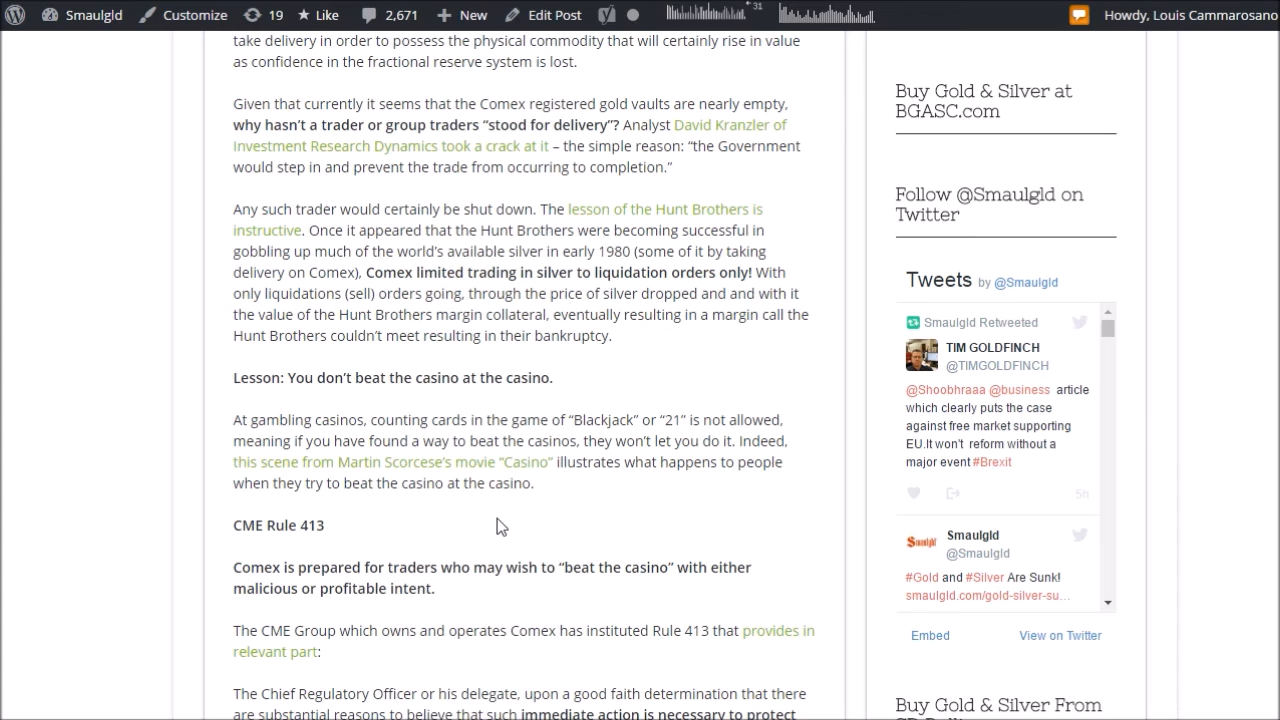 Smaulgld
Customize
19
Like
2,671
New
Edit Post
31
Howdy, Louis Cammarosano
take delivery in order to possess the physical commodity that will certainly rise in value
as confidence in the fractional reserve system is lost.
Given that currently it seems that the Comex registered gold vaults are nearly empty,
why hasn't a trader or group traders “stood for delivery”? Analyst David Kranzler of
Investment Research Dynamics took a crack at it – the simple reason: “the Government
would step in and prevent the trade from occurring to completion.”
Any such trader would certainly be shut down. The lesson of the Hunt Brothers is
instructive. Once it appeared that the Hunt Brothers were becoming successful in
gobbling up much of the world's available silver in early 1980 (some of it by taking
delivery on Comex), Comex limited trading in silver to liquidation orders only! With
only liquidations (sell) orders going, through the price of silver dropped and and with it
the value of the Hunt Brothers margin collateral, eventually resulting in a margin call the
Hunt Brothers couldn't meet resulting in their bankruptcy.
Lesson: You don't beat the casino at the casino.
At gambling casinos, counting cards in the game of “Blackjack” or “21” is not allowed,
meaning if you have found a way to beat the casinos, they won't let you do it. Indeed,
this scene from Martin Scorcese's movie “Casino” illustrates what happens to people
when they try to beat the casino at the casino.
CME Rule 413
Comex is prepared for traders who may wish to “beat the casino” with either
malicious or profitable intent.
The CME Group which owns and operates Comex has instituted Rule 413 that provides in
relevant part:
The Chief Regulatory Officer or his delegate, upon a good faith determination that there
are substantial reasons to believe that such immediate action is necessary to protect
Buy Gold & Silver at
BGASC.com
Follow @Smaulgld on
Twitter
Tweets by @Smaulgld
Smaulgld Retweeted
TIM GOLDFINCH
@TIMGOLDFINCH
@Shoobhraaa @business article
which clearly puts the case
against free market supporting
EU.It won't reform without a
major event #Brexit
5h
Smaulgld
Smaulgld
@Smaulgld
#Gold and #Silver Are Sunk!
smaulgld.com/gold-silver-su…
Embed
View on Twitter
Buy Gold & Silver From